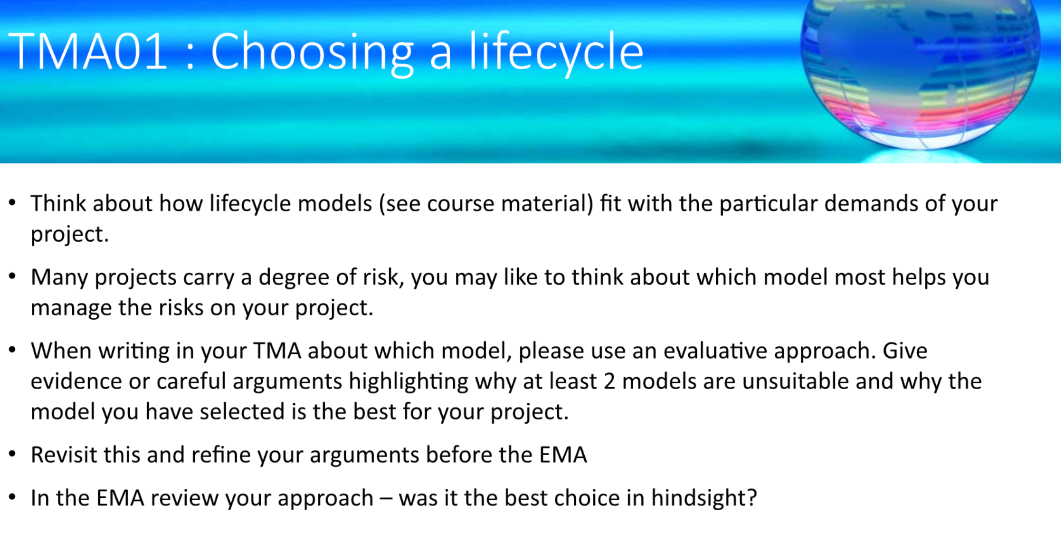 TMA01 : Choosing a lifecycle
• Think about how lifecycle models (see course material) fit with the particular demands of your
project.
• Many projects carry a degree of risk, you may like to think about which model most helps you
manage the risks on your project.
• When writing in your TMA about which model, please use an evaluative approach. Give
evidence or careful arguments highlighting why at least 2 models are unsuitable and why the
model you have selected is the best for your project.
• Revisit this and refine your arguments before the EMA
• In the EMA review your approach – was it the best choice in hindsight?